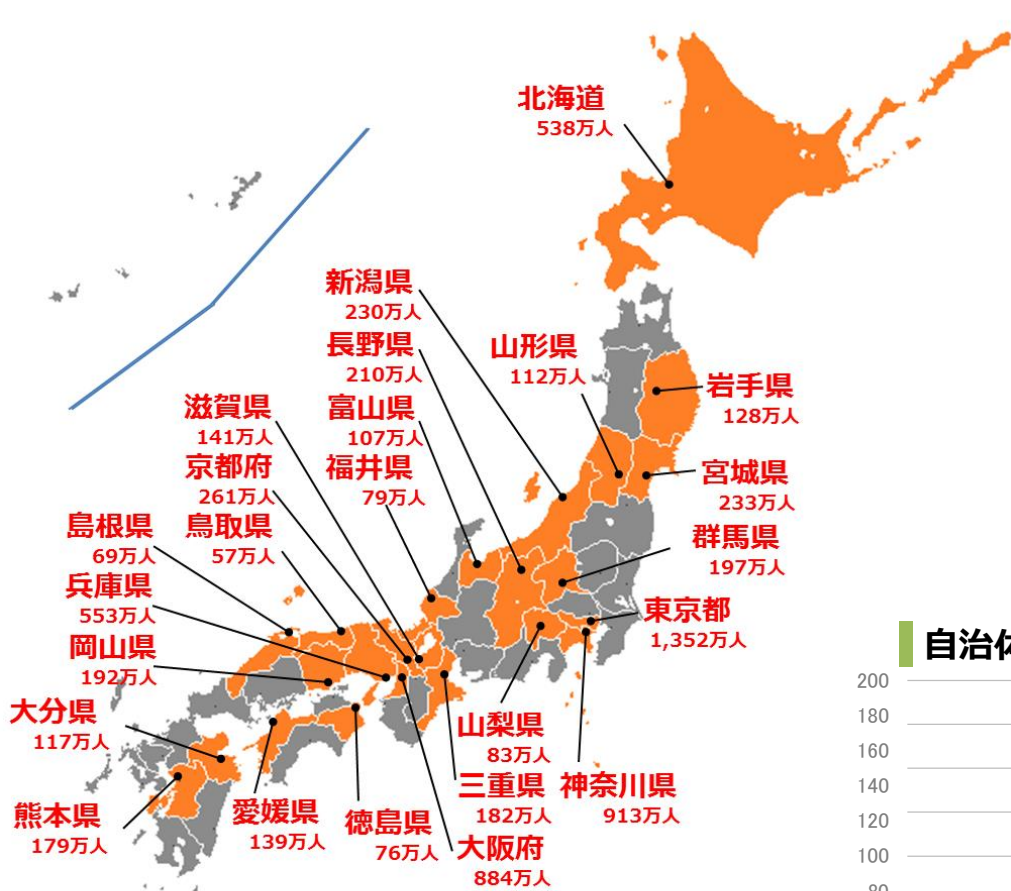 北海道
538万人
新潟県
230万人
長野県
210万人
山形県
112万人
岩手県
128万人
滋賀県
141万人
富山県
107万人
京都府
261万人
福井県
79万人
宮城県
233万人
島根県
69万人
鳥取県
57万人
群馬県
197万人
兵庫県
553万人
東京都
1,352万人
岡山県
192万人
大分県
117万人
山梨県
83万人
三重県
182万人
神奈川県
913万人
熊本県
179万人
愛媛県
139万人
徳島県
76万人
大阪府
884万人
自治体
200
180
160
140
120
100
80